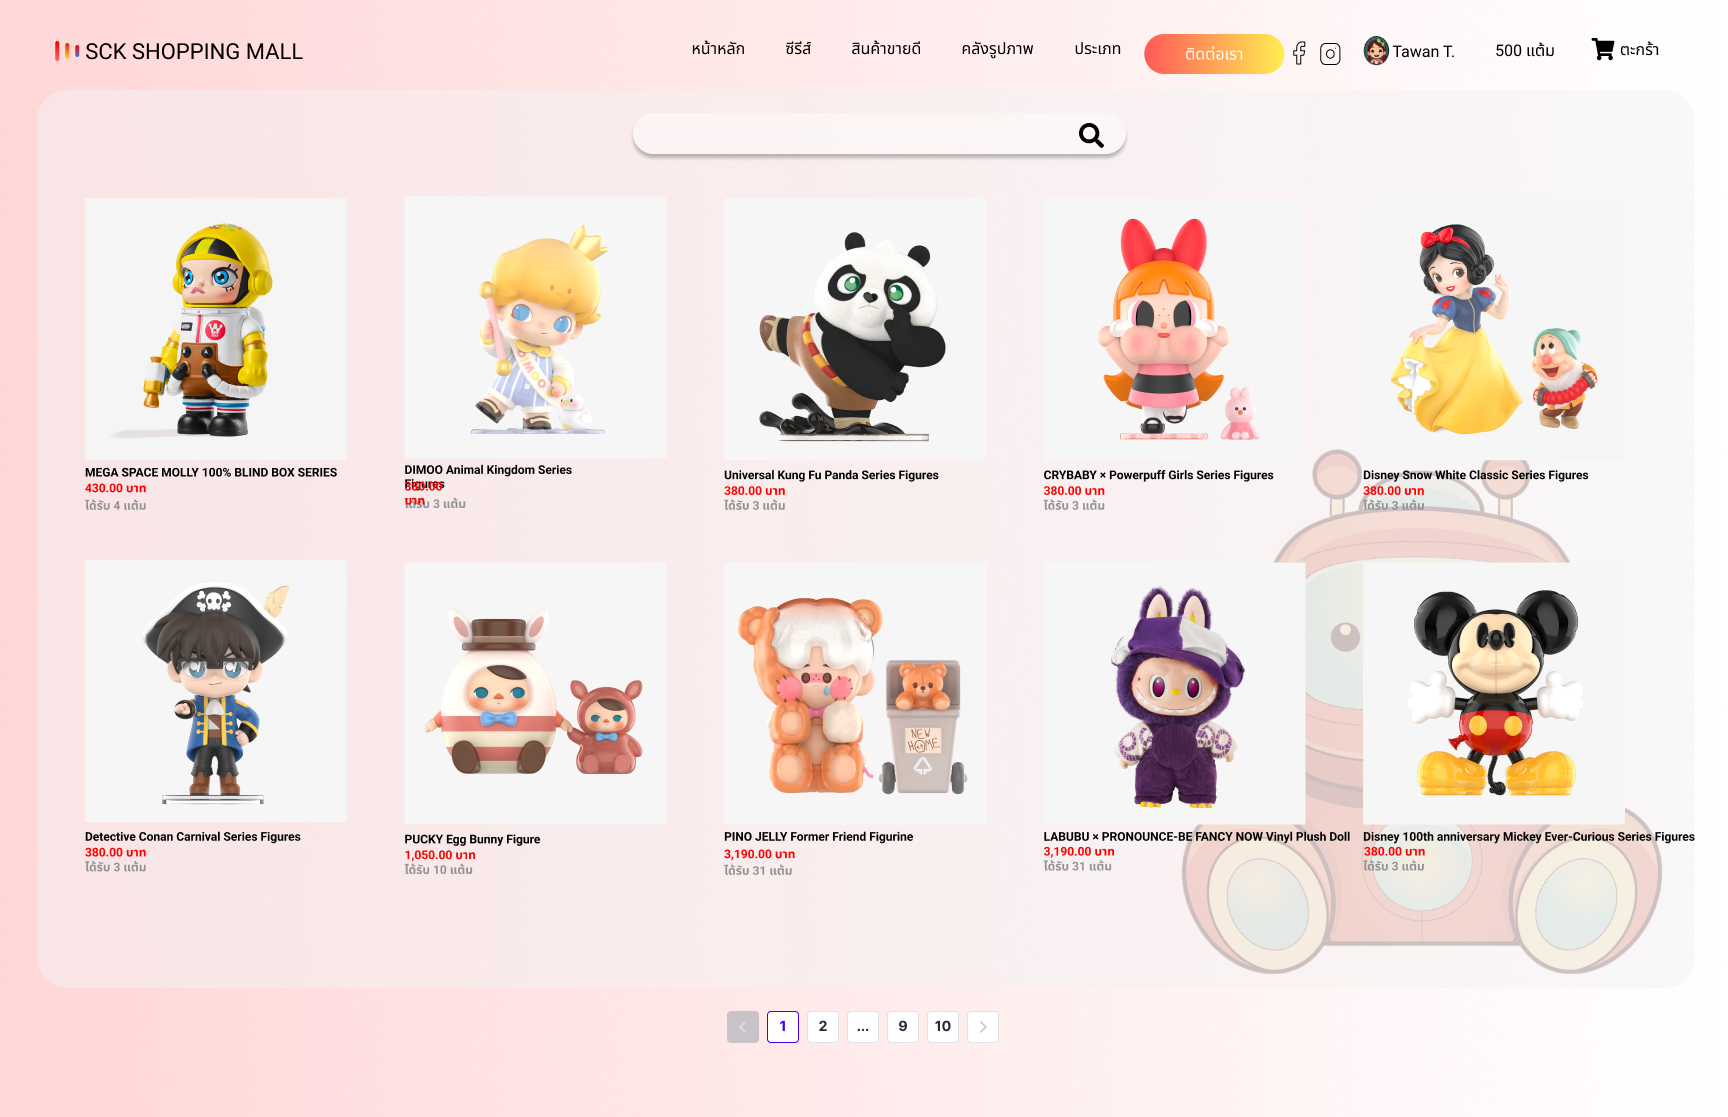 SCK SHOPPING MALL
หน้าหลัก
ซีรีส์
สินค้าขายดี
คลังรูปภาพ
ประเภท
ติดต่อเรา
Tawan T.
500 แต้ม
ตะกร้า
DIMOO
NEW
HOME
MEGA SPACE MOLLY 100% BLIND BOX SERIES
430.00 บาท
ได้รับ 4 แต้ม
DIMOO Animal Kingdom Series
Figures
380.00
บาท
ได้รับ 3 แต้ม
Universal Kung Fu Panda Series Figures
380.00 บาท
ได้รับ 3 แต้ม
CRYBABY × Powerpuff Girls Series Figures
380.00 บาท
ได้รับ 3 แต้ม
Disney Snow White Classic Series Figures
380.00 บาท
ได้รับ 3 แต้ม
Detective Conan Carnival Series Figures
380.00 บาท
ได้รับ 3 แต้ม
PUCKY Egg Bunny Figure
1,050.00 บาท
ได้รับ 10 แต้ม
PINO JELLY Former Friend Figurine
3,190.00 บาท
ได้รับ 31 แต้ม
LABUBU × PRONOUNCE-BE FANCY NOW Vinyl Plush Doll
3,190.00 บาท
ได้รับ 31 แต้ม
Disney 100th anniversary Mickey Ever-Curious Series Figures
380.00 บาท
ได้รับ 3 แต้ม
1 2 ... 9 10